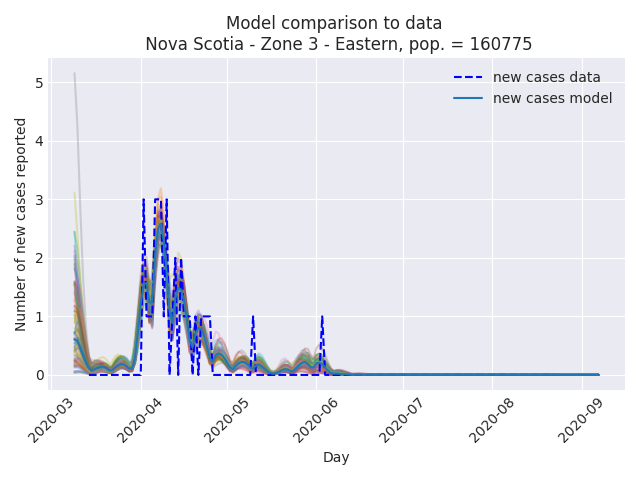 Model comparison to data
Nova Scotia - Zone 3 - Eastern, pop. = 160775
new cases data
new cases model
Number of new cases reported
5
4
3
2
1
0
2020-03
2020-04
2020-05
2020-06
2020-07
2020-08
2020-09
Day